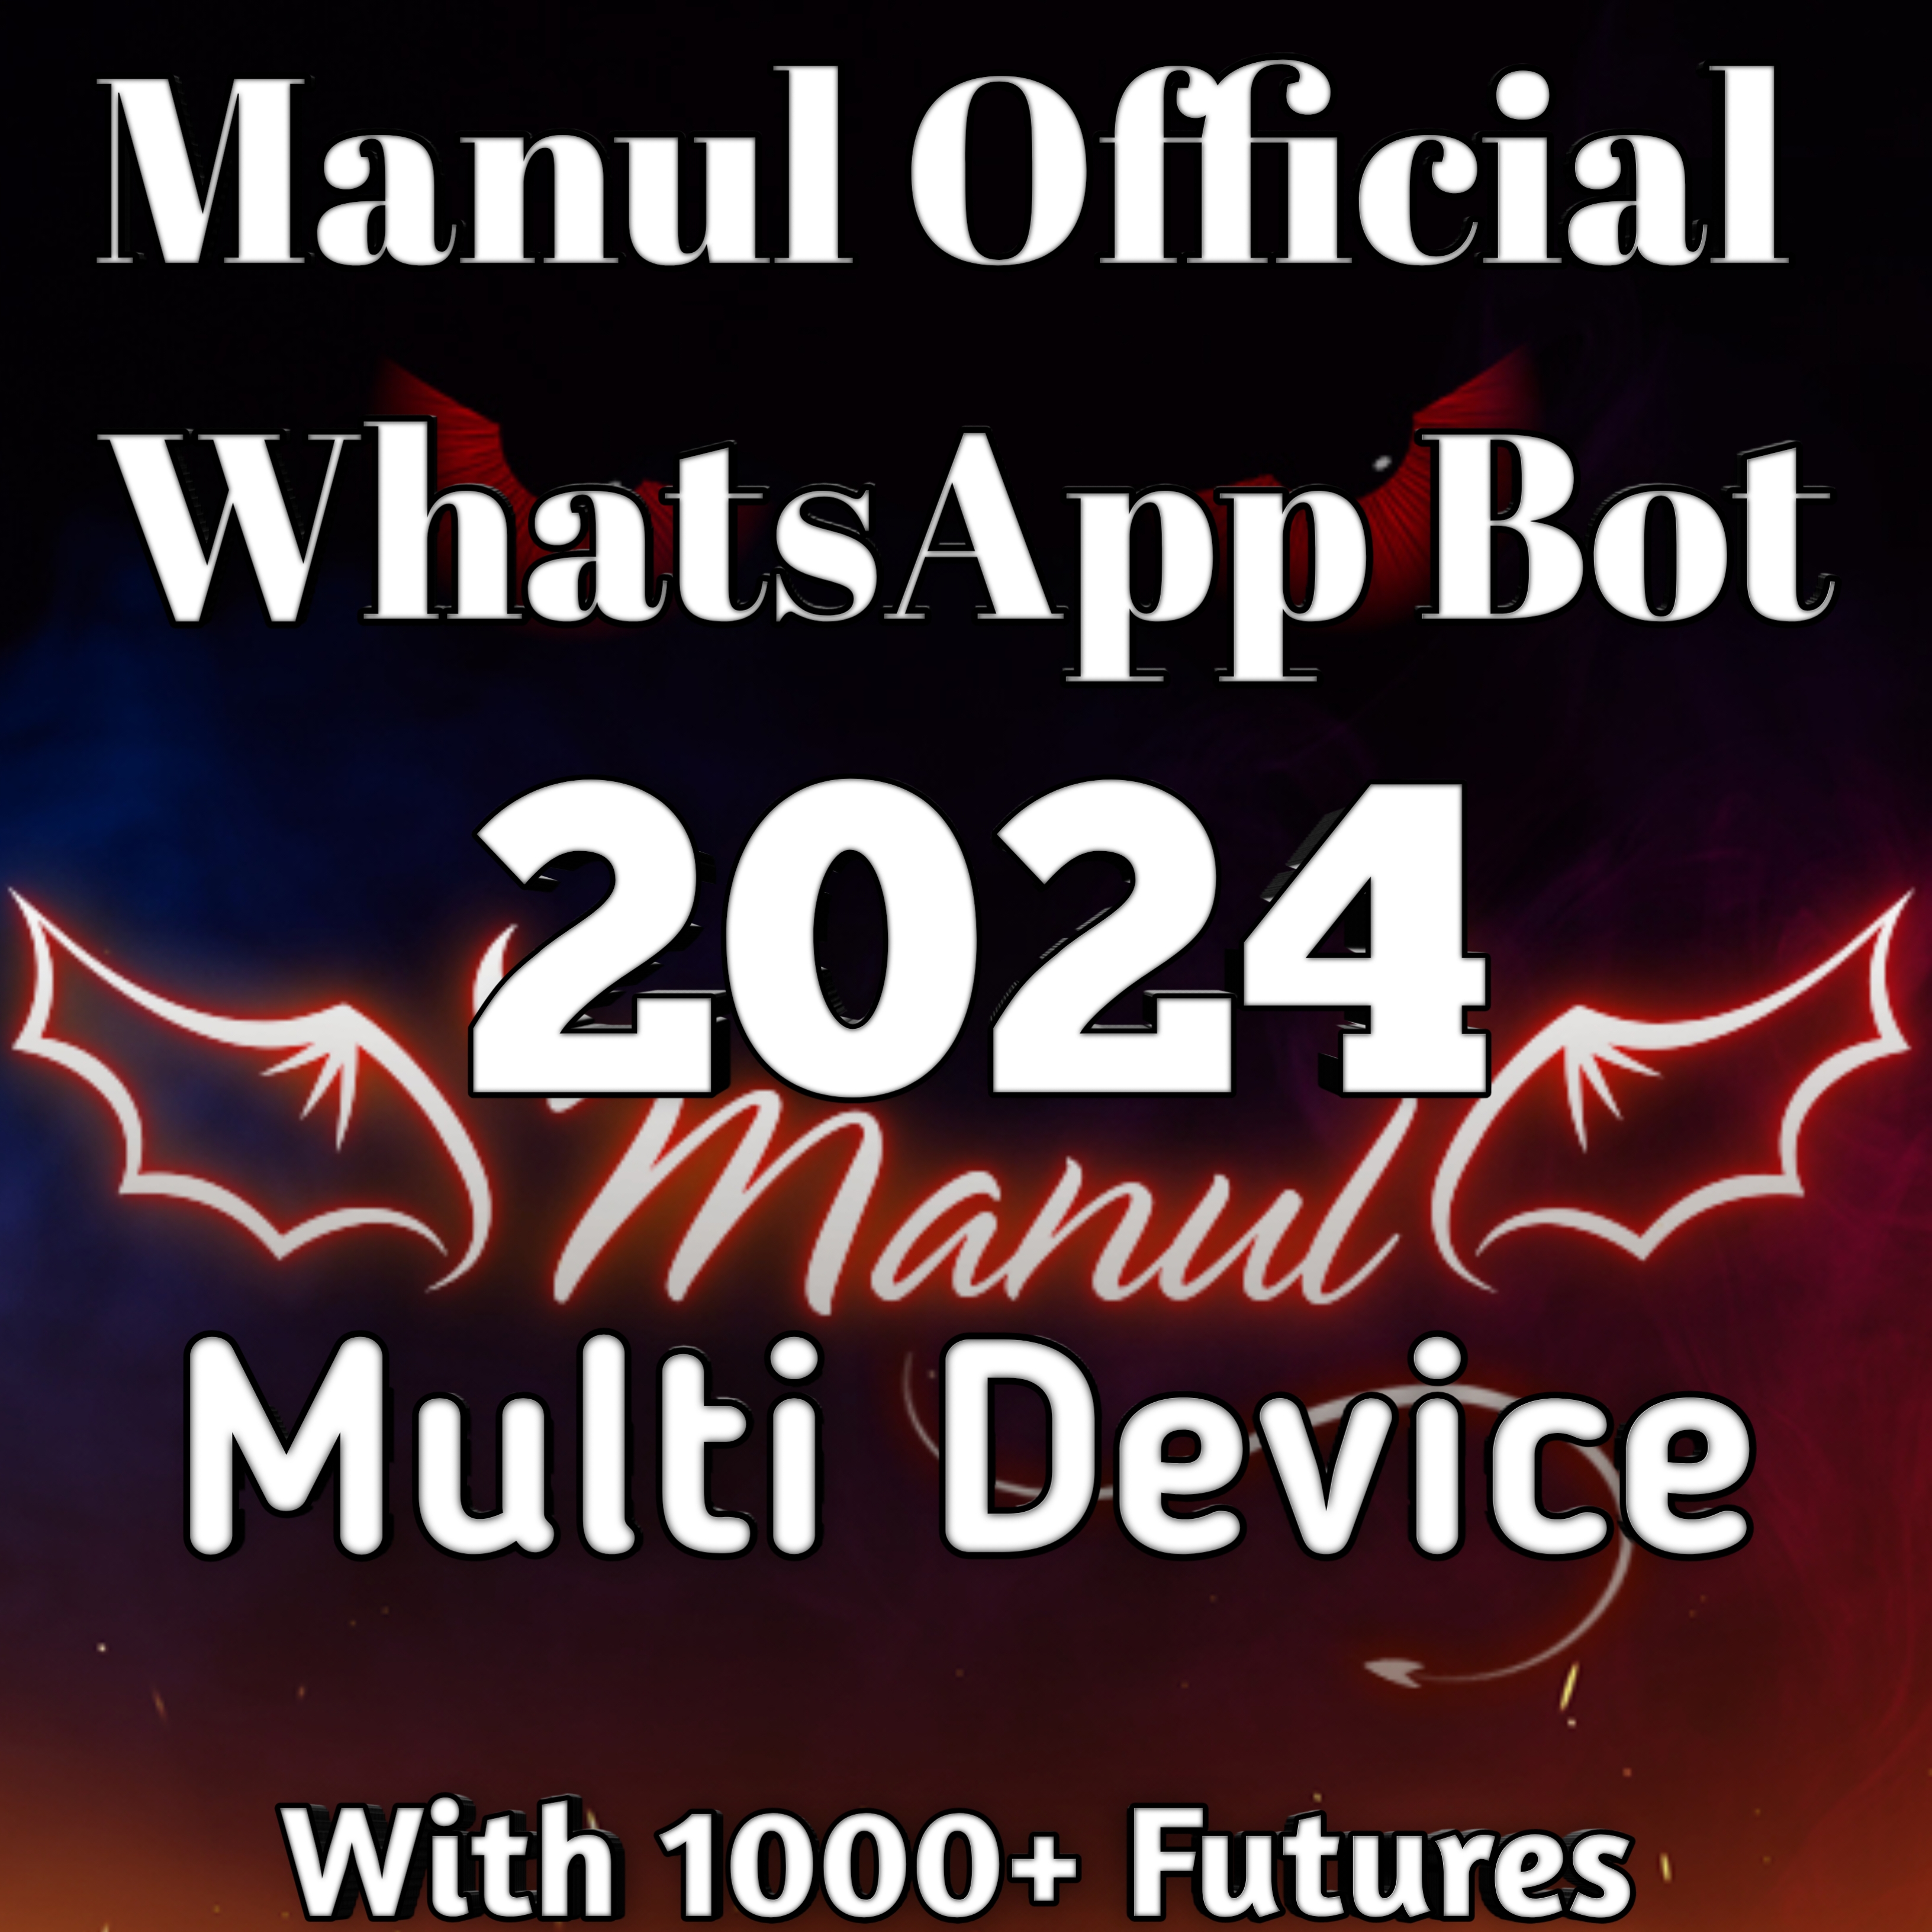 Manul Official
WhatsApp Bot
2024
Manul
Multi Device
With 1000+ Futures